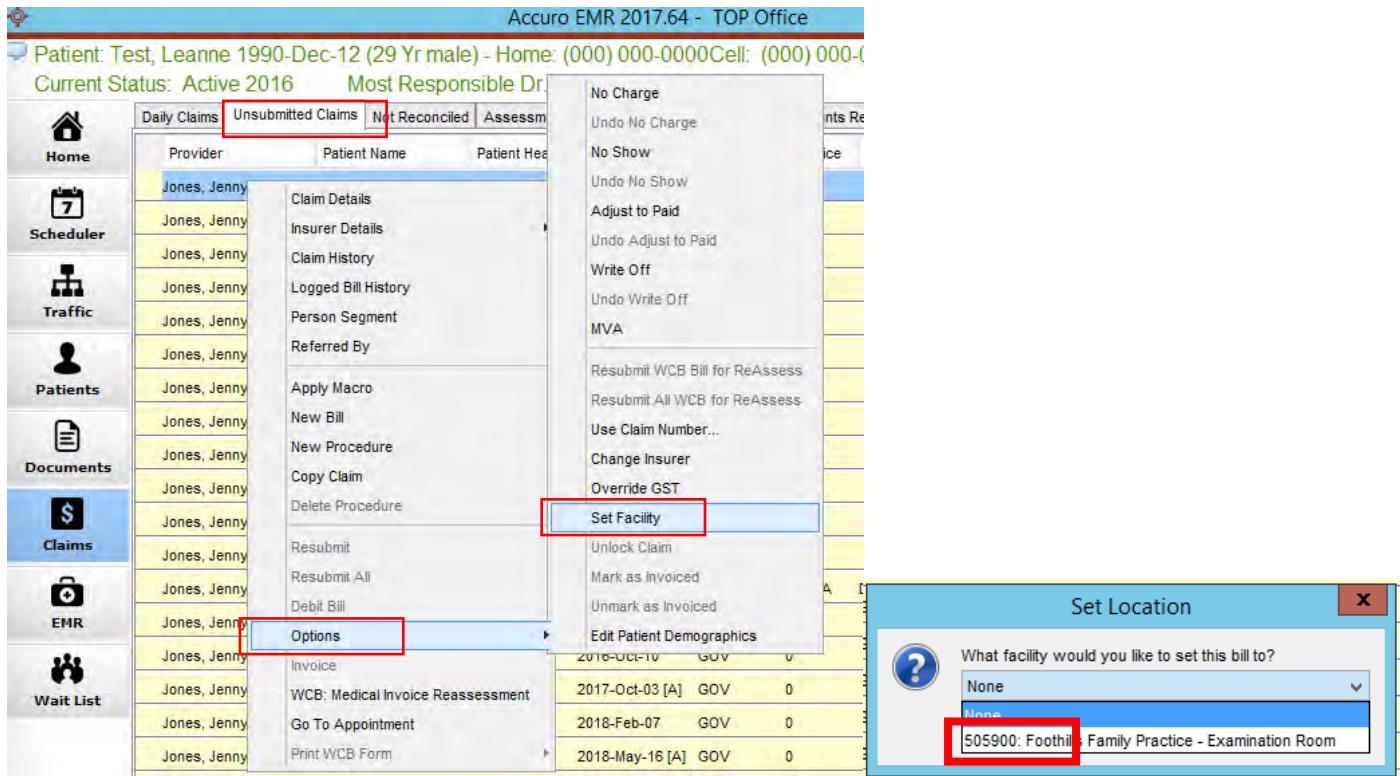 Accuro EMR 2017.64 - TOP Office
Patient: Test, Leanne 1990-Dec-12 (29 Yr male) - Home: (000) 000-0000Cell: (000) 000-
Current Status: Active 2016 Most Responsible Dr.
Home
7
Scheduler
Traffic
Patients
Documents
$
Claims
EMR
Wait List
Daily Claims Unsubmitted Claims Not Reconciled Assessm nts Re
Provider Patient Name Patient Hea ice
Jones, Jenny
Jones, Jenny
Jones, Jenny
Jones, Jenny
Jones, Jenny
Jones, Jenny
Jones, Jenny
Jones, Jenny
Jones, Jenny
Jones, Jenny
Jones, Jenny
Jones, Jenny
Jones, Jenny A
Jones, Jenny
Jones, Jenny 2016-Oct-10 GOV 0
Jones, Jenny 2017-Oct-03 [A] GOV 0
Jones, Jenny 2018-Feb-07 GOV 0
Jones, Jenny 2018-May-16 [A] GOV 0
Claim Details
Insurer Details
Claim History
Logged Bill History
Person Segment
Referred By
Apply Macro
New Bill
New Procedure
Copy Claim
Delete Procedure
Resubmit
Resubmit All
Debit Bill
Options
Invoice
WCB: Medical Invoice Reassessment
Go To Appointment
Print WCB Form
No Charge
Undo No Charge
No Show
Undo No Show
Adjust to Paid
Undo Adjust to Paid
Write Off
Undo Write Off
MVA
Resubmit WCB Bill for ReAssess
Resubmit All WCB for ReAssess
Use Claim Number...
Change Insurer
Override GST
Set Facility
Unlock Claim
Mark as Invoiced
Unmark as Invoiced
Edit Patient Demographics
Set Location
x
?
What facility would you like to set this bill to?
None
None
505900: Foothills Family Practice - Examination Room